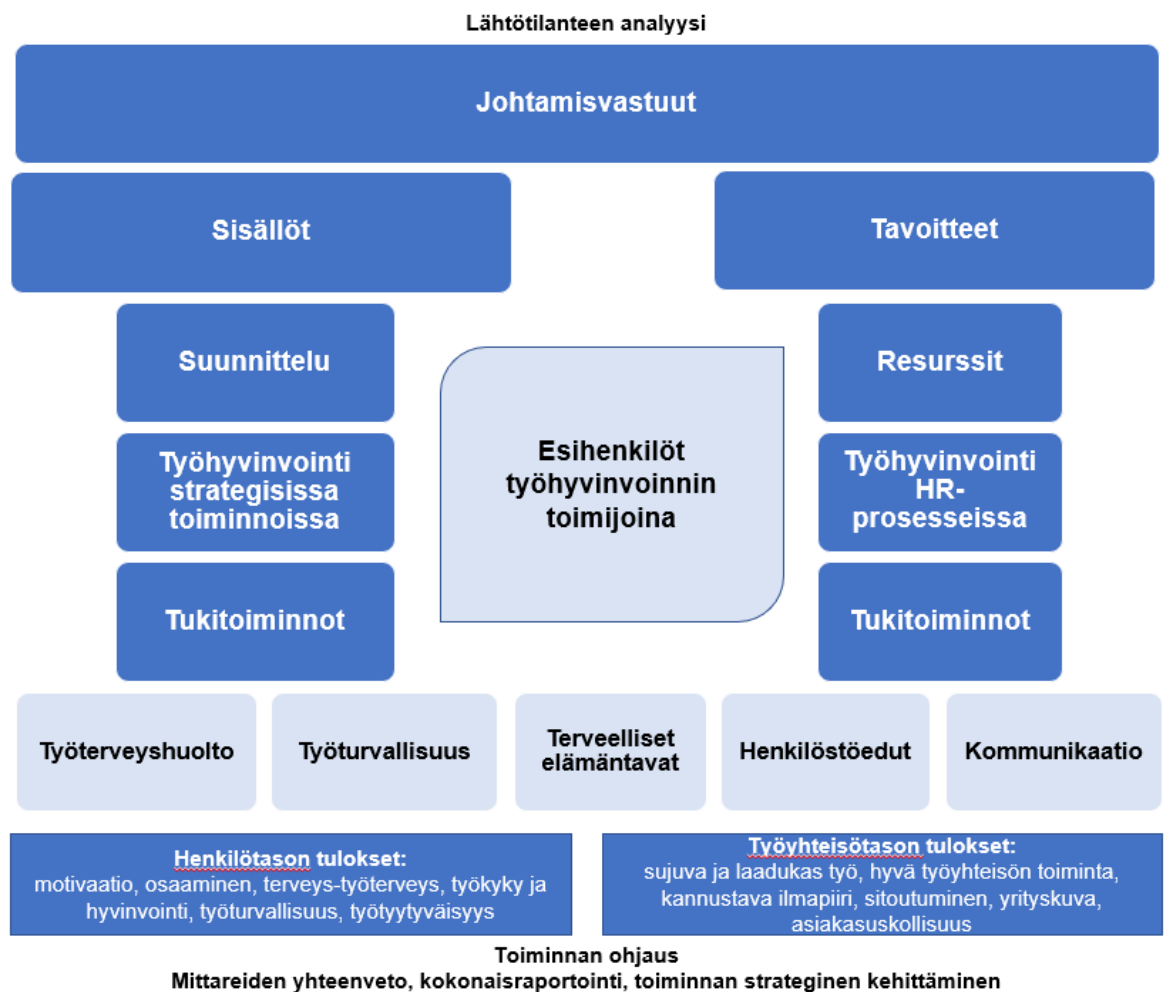 Lähtötilanteen analyysi
Johtamisvastuut
Sisällöt
Tavoitteet
Suunnittelu
Resurssit
Esihenkilöt
työhyvinvoinnin
toimijoina
Työhyvinvointi
strategisissa
toiminnoissa
Työhyvinvointi
HR-
prosesseissa
Tukitoiminnot
Tukitoiminnot
Työterveyshuolto
Työturvallisuus
Terveelliset
elämäntavat
Henkilöstöedut
Kommunikaatio
Henkilötason tulokset:
motivaatio, osaaminen, terveys-työterveys, työkyky ja
hyvinvointi, työturvallisuus, työtyytyväisyys
Työyhteisötason tulokset:
sujuva ja laadukas työ, hyvä työyhteisön toiminta,
kannustava ilmapiiri, sitoutuminen, yrityskuva,
asiakasuskollisuus
Toiminnan ohjaus
Mittareiden yhteenveto, kokonaisraportointi, toiminnan strateginen kehittäminen